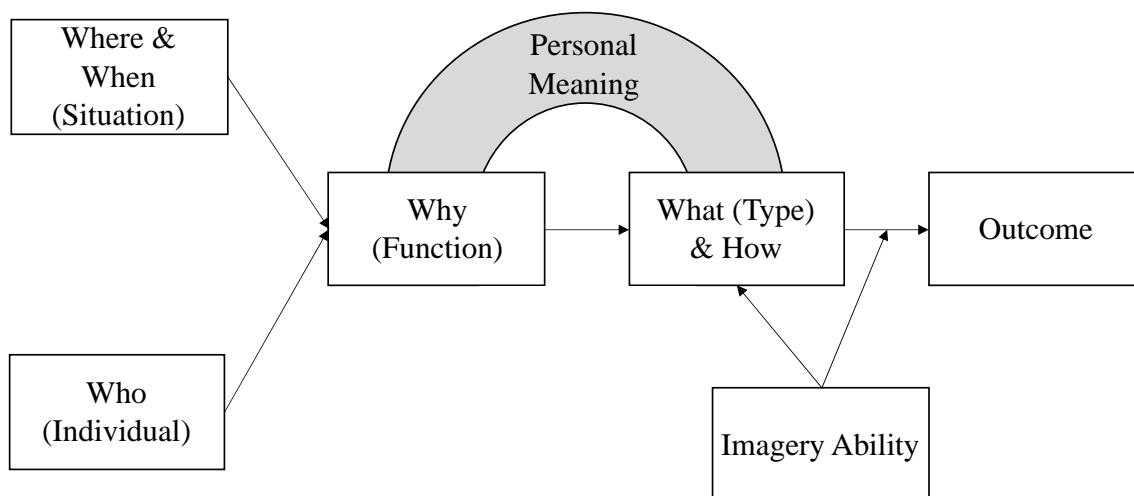 Where &
When
(Situation)
Personal
Meaning
Why
(Function)
What (Type)
& How
Outcome
Who
(Individual)
Imagery Ability